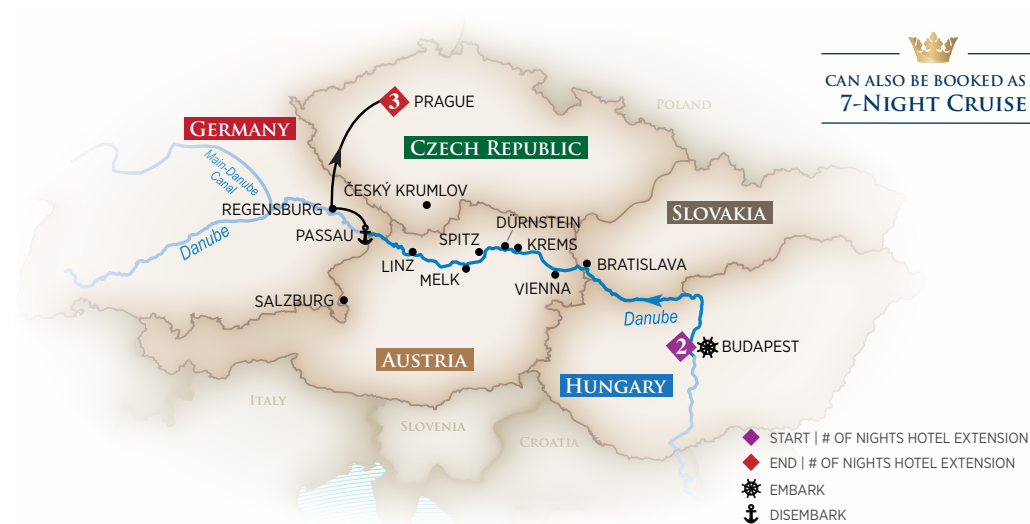 CAN ALSO BE BOOKED AS
7-NIGHT CRUISE
POLAND
3
PRAGUE
GERMANY
CZECH REPUBLIC
Main-Danube
Canal
ČESKÝ KRUMLOV
REGENSBURG
SLOVAKIA
DÜRNSTEIN
PASSAU
SPITZ
KREMS
Danube
LINZ
MELK
BRATISLAVA
VIENNA
SALZBURG
Danube
2
BUDAPEST
AUSTRIA
HUNGARY
ITALY
SLOVENIA
CROATIA
START | # OF NIGHTS HOTEL EXTENSION
END | # OF NIGHTS HOTEL EXTENSION
EMBARK
DISEMBARK